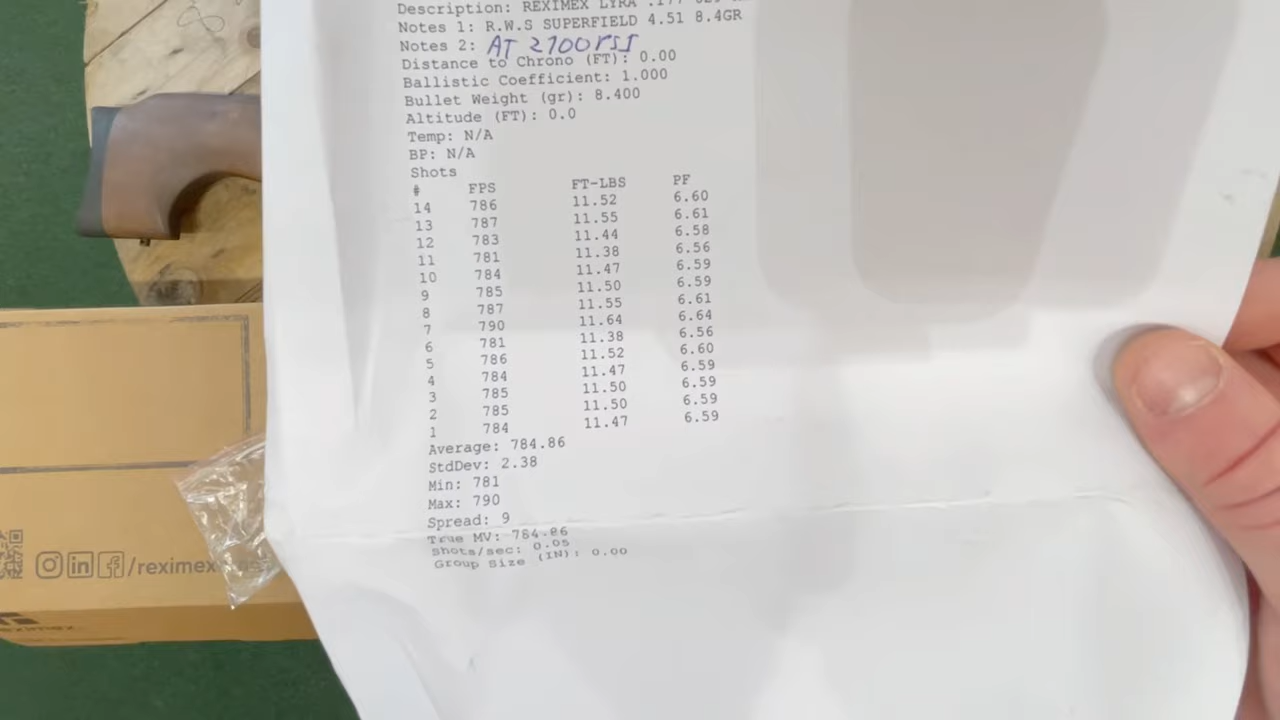 Description: REXIMEX LYRA .177
Notes 1: R.W.S SUPERFIELD 4.51 8.4GR
Notes 2: AT 2700PSI
Distance to Chrono (FT): 0.00
Ballistic Coefficient: 1.000
Bullet Weight (gr): 8.400
Altitude (FT): 0.0
Temp: N/A
BP: N/A
Shots
# FPS FT-LBS PF
14 786 11.52 6.60
13 787 11.55 6.61
12 783 11.44 6.58
11 781 11.38 6.56
10 784 11.47 6.59
9 785 11.50 6.59
8 787 11.55 6.61
7 790 11.64 6.64
6 781 11.38 6.56
5 786 11.52 6.60
4 784 11.47 6.59
3 785 11.50 6.59
2 785 11.50 6.59
1 784 11.47 6.59
Average: 784.86
StdDev: 2.38
Min: 781
Max: 790
Spread: 9
True MV: 784.86
Shots/sec: 0.05
Group Size (IN): 0.00
/reximex